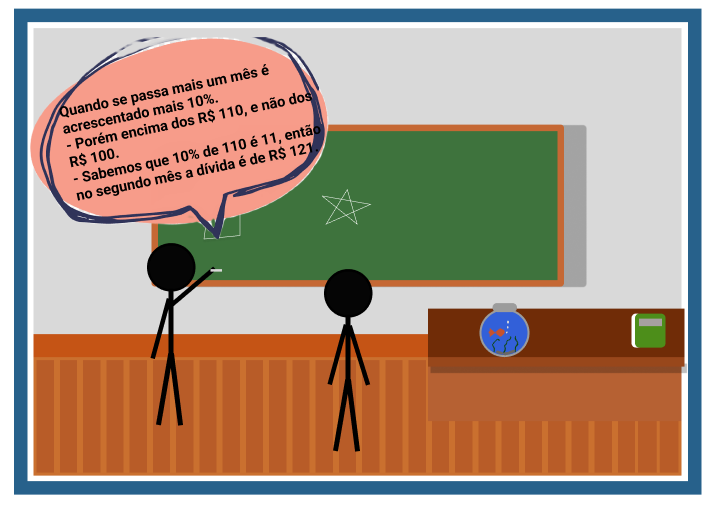 Quando se passa mais um mês é
acrescentado mais 10%.
- Porém encima dos R$ 110, e não dos
R$ 100.
- Sabemos que 10% de 110 é 11, então
no segundo mês a dívida é de R$ 121.